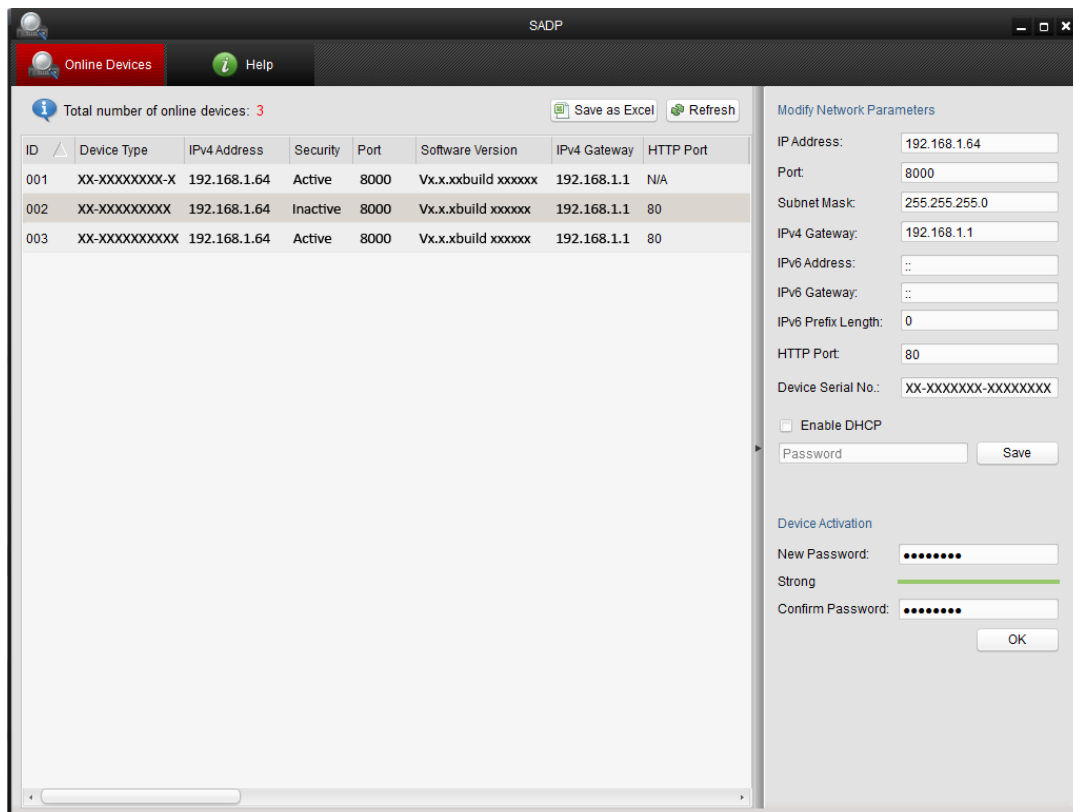 SADP
Online Devices
Help
Total number of online devices: 3
Save as Excel
Refresh
ID Device Type IPv4 Address Security Port Software Version IPv4 Gateway HTTP Port
001 XX-XXXXXXXX-X 192.168.1.64 Active 8000 Vx.x.xxbuild xxxxxx 192.168.1.1 N/A
002 XX-XXXXXXXXX 192.168.1.64 Inactive 8000 Vx.x.xbuild xxxxxx 192.168.1.1 80
003 XX-XXXXXXXXXX 192.168.1.64 Active 8000 Vx.x.xbuild xxxxxx 192.168.1.1 80
Modify Network Parameters
IP Address: 192.168.1.64
Port: 8000
Subnet Mask: 255.255.255.0
IPv4 Gateway: 192.168.1.1
IPv6 Address: ::
IPv6 Gateway: ::
IPv6 Prefix Length: 0
HTTP Port: 80
Device Serial No.: XX-XXXXXXX-XXXXXXXX
Enable DHCP
Password Save
Device Activation
New Password: ●●●●●●●●
Strong
Confirm Password: ●●●●●●●●
OK